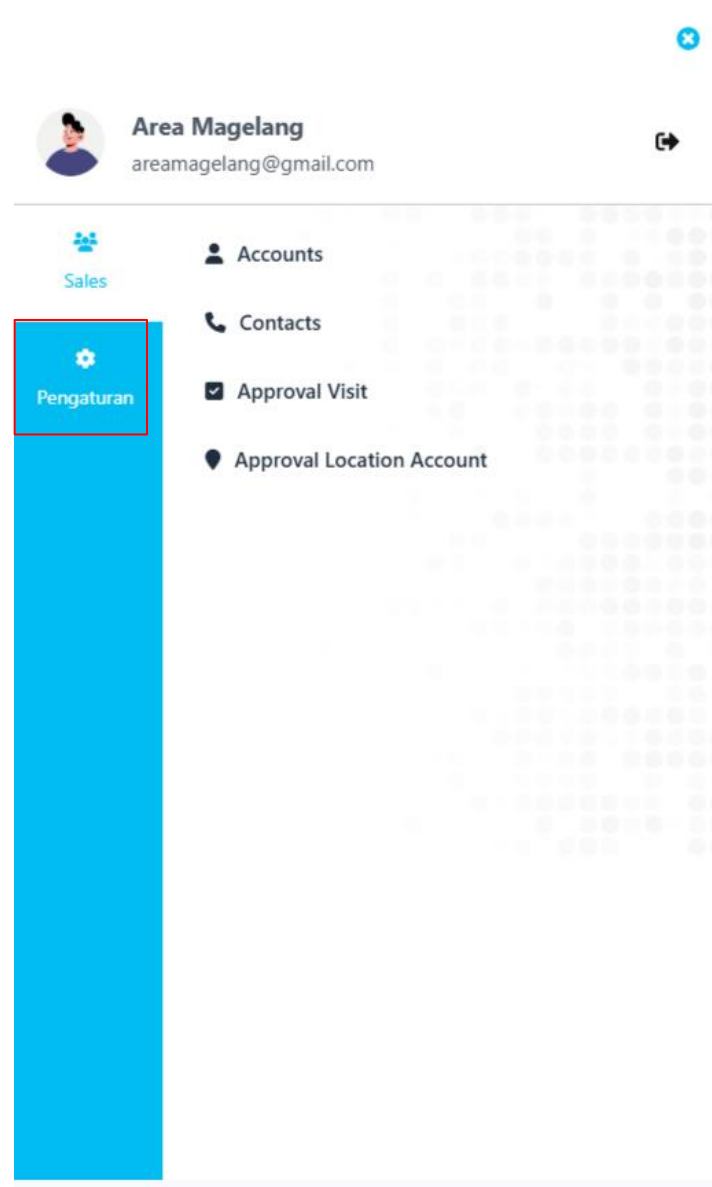 Area Magelang
areamagelang@gmail.com
Sales
Pengaturan
Accounts
Contacts
Approval Visit
Approval Location Account